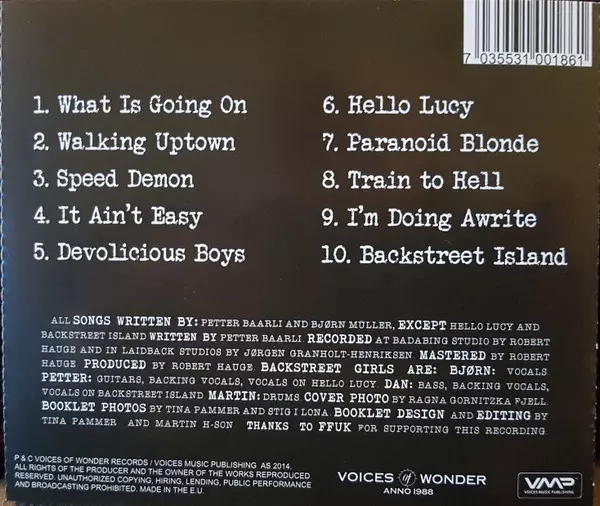 7 035531 001861
1. What Is Going On
2. Walking Uptown
3. Speed Demon
4. It Ain't Easy
5. Devolicious Boys
6. Hello Lucy
7. Paranoid Blonde
8. Train to Hell
9. I'm Doing Awrite
10. Backstreet Island
ALL SONGS WRITTEN BY: PETTER BAARLI AND BJØRN MÜLLER, EXCEPT HELLO LUCY AND
BACKSTREET ISLAND WRITTEN BY PETTER BAARLI. RECORDED AT BADABING STUDIO BY ROBERT
HAUGE AND IN LAIDBACK STUDIOS BY JØRGEN GRANHOLT-HENRIKSEN. MASTERED BY ROBERT
HAUGE. PRODUCED BY ROBERT HAUGE. BACKSTREET GIRLS ARE: BJØRN: VOCALS.
PETTER: GUITARS, BACKING VOCALS, VOCALS ON HELLO LUCY. DAN: BASS, BACKING VOCALS,
VOCALS ON BACKSTREET ISLAND. MARTIN: DRUMS. COVER PHOTO BY RAGNA GORNITZKA FJELL.
BOOKLET PHOTOS BY TINA PAMMER AND STIG I LONA. BOOKLET DESIGN AND EDITING BY
TINA PAMMER AND MARTIN H-SON. THANKS TO FFUK FOR SUPPORTING THIS RECORDING.
P & C VOICES OF WONDER RECORDS / VOICES MUSIC PUBLISHING AS 2014.
ALL RIGHTS OF THE PRODUCER AND THE OWNER OF THE WORKS REPRODUCED
RESERVED. UNAUTHORIZED COPYING, HIRING, LENDING, PUBLIC PERFORMANCE
AND BROADCASTING PROHIBITED. MADE IN THE E.U.
VOICES of WONDER
ANNO 1988
VMP
VOICES MUSIC PUBLISHING